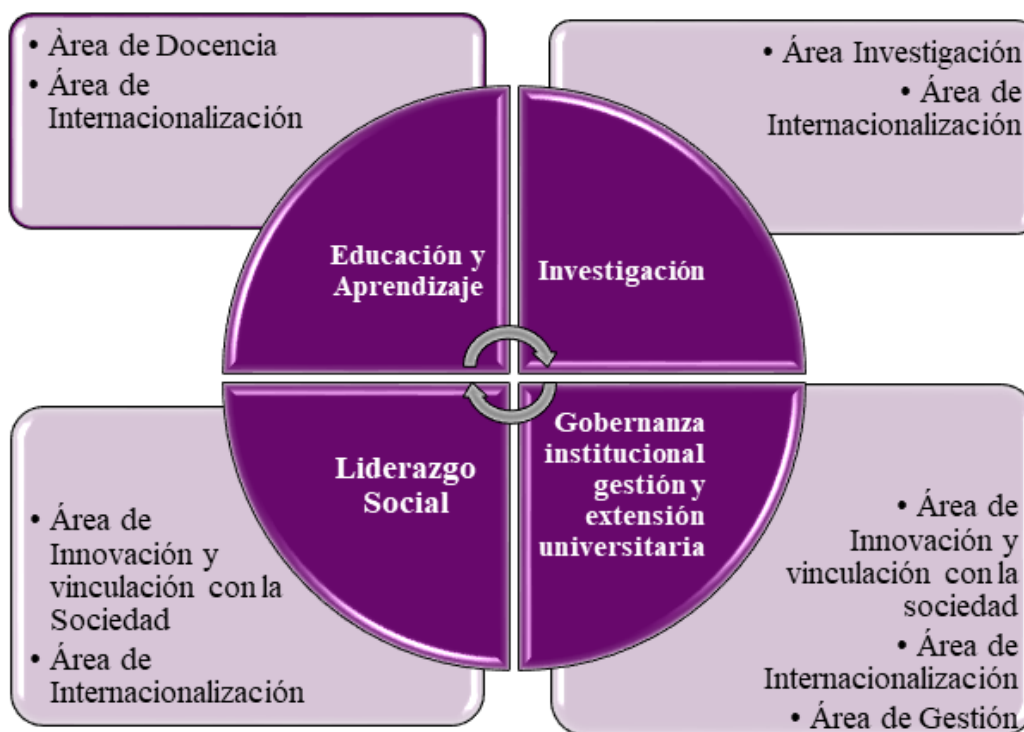 • Àrea de Docencia
• Área de
Internacionalización
• Área Investigación
• Área de
Internacionalización
Educación y
Aprendizaje
Investigación
Liderazgo
Social
Gobernanza
institucional
gestión y
extensión
universitaria
• Área de
Innovación y
vinculación con la
Sociedad
• Área de
Internacionalización
• Área de
Innovación y
vinculación con la
sociedad
• Área de
Internacionalización
• Área de Gestión